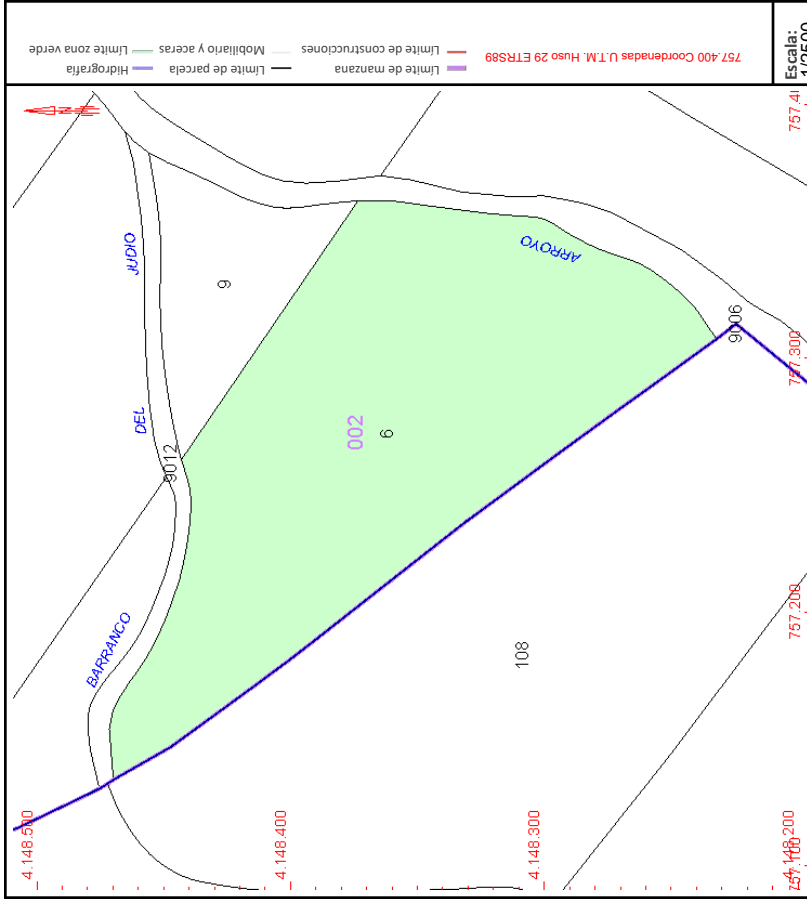 Límite zona verde
Hidrografía
Mobiliario y aceras
Límite de parcela
Límite de construcciones
Límite de manzana
757.400 Coordenadas U.T.M. Huso 29 ETRS89
Escala:
JUDIO
DEL
BARRANCO
ARROYO
9
9012
002
6
9006
108
4.148.500
4.148.400
4.148.300
4.148.200
757.100
757.200
757.300